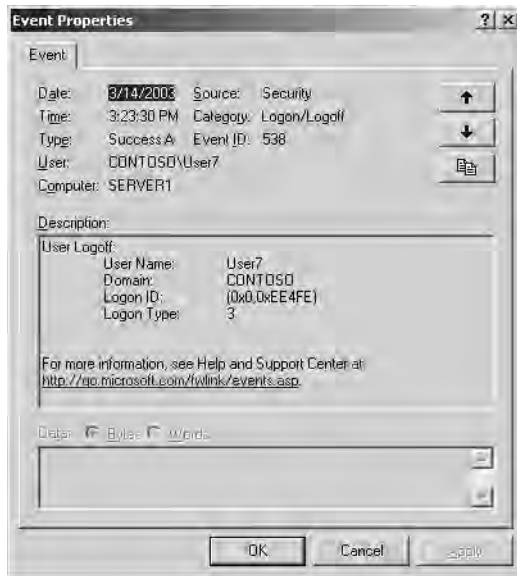 Event Properties
Event
Date: 3/14/2003 Source: Security
Time: 3:23:30 PM Category: Logon/Logoff
Type: Success A Event ID: 538
User: CONTOSO\User7
Computer: SERVER1
Description:
User Logoff:
User Name: User7
Domain: CONTOSO
Logon ID: (0x0,0xEE4FE)
Logon Type: 3
For more information, see Help and Support Center at
http://go.microsoft.com/fwlink/events.asp.
Data: Bytes Words
OK Cancel Apply